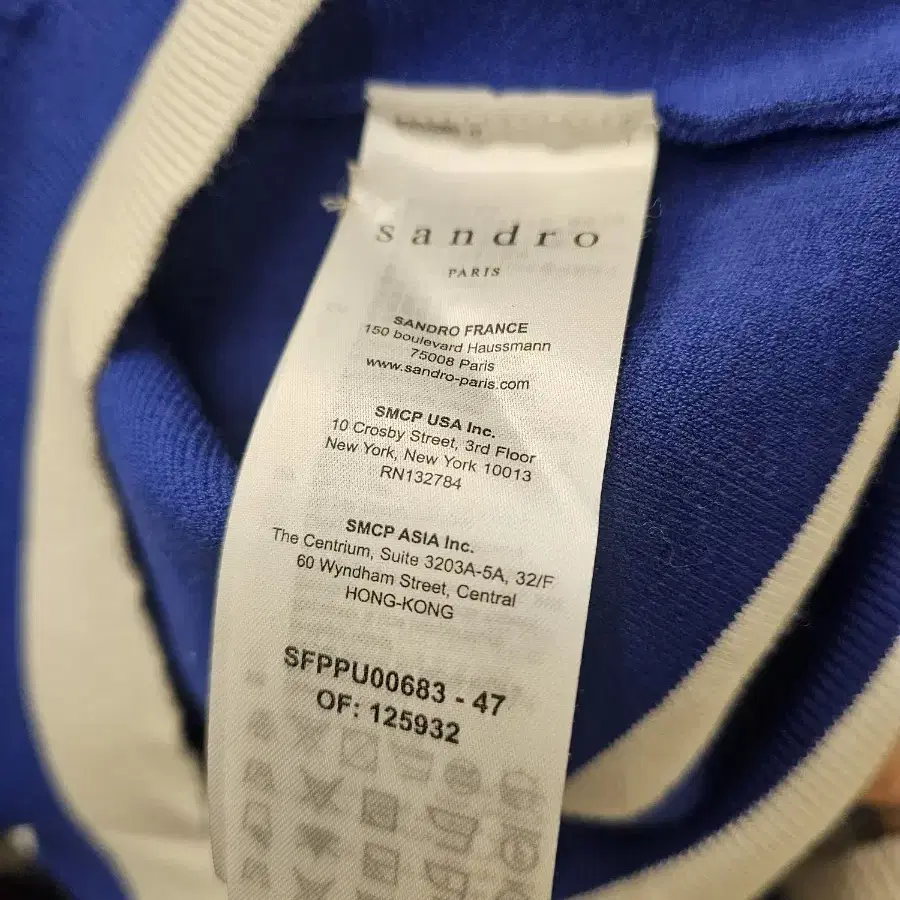 sandro
PARIS
SANDRO FRANCE
150 boulevard Haussmann
75008 Paris
www.sandro-paris.com
SMCP USA Inc.
10 Crosby Street, 3rd Floor
New York, New York 10013
RN132784
SMCP ASIA Inc.
The Centrium, Suite 3203A-5A, 32/F
60 Wyndham Street, Central
HONG-KONG
SFPPU00683 - 47
OF: 125932